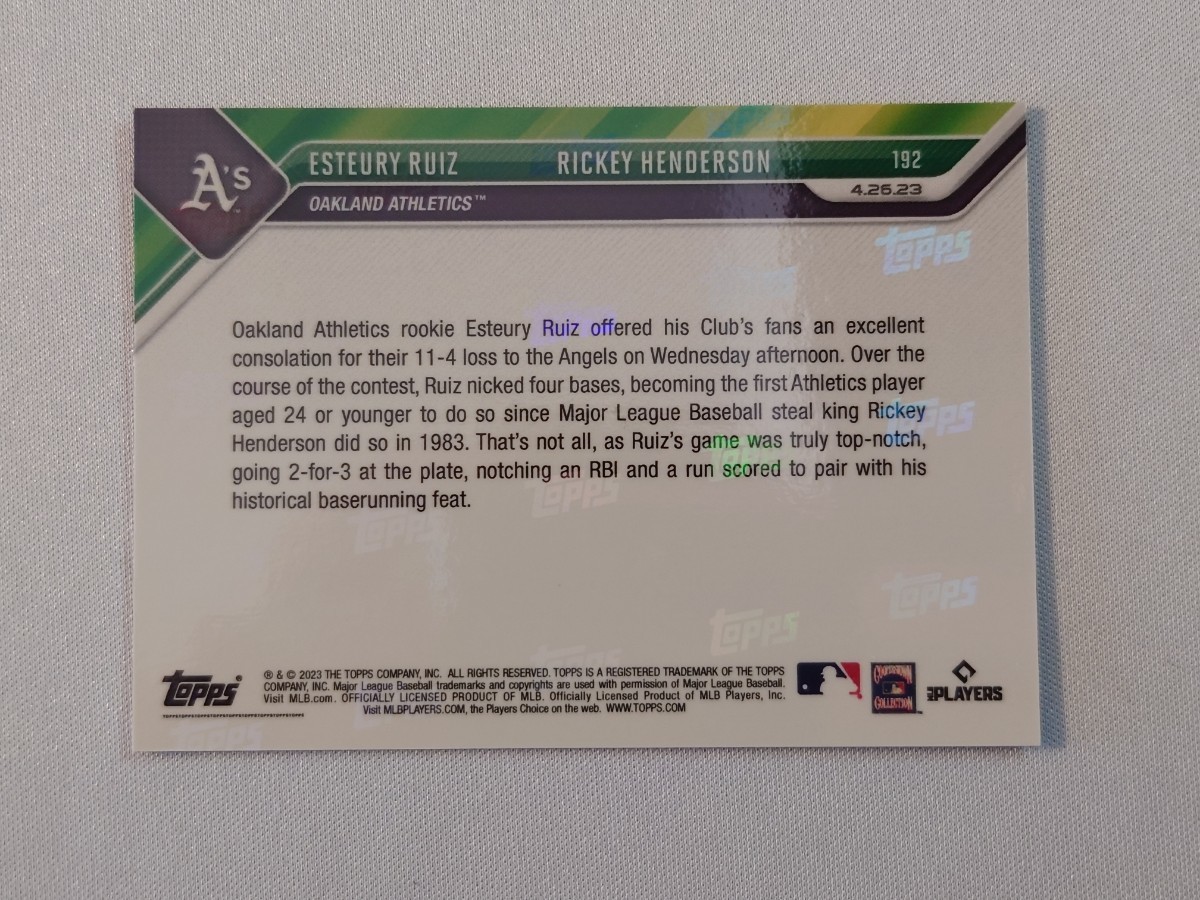 A's
ESTEURY RUIZ RICKEY HENDERSON 192
OAKLAND ATHLETICS™ 4.26.23
Oakland Athletics rookie Esteury Ruiz offered his Club's fans an excellent
consolation for their 11-4 loss to the Angels on Wednesday afternoon. Over the
course of the contest, Ruiz nicked four bases, becoming the first Athletics player
aged 24 or younger to do so since Major League Baseball steal king Rickey
Henderson did so in 1983. That's not all, as Ruiz's game was truly top-notch,
going 2-for-3 at the plate, notching an RBI and a run scored to pair with his
historical baserunning feat.
topps
topps
topps
topps
topps
topps
topps
topps ® & © 2023 THE TOPPS COMPANY, INC. ALL RIGHTS RESERVED. TOPPS IS A REGISTERED TRADEMARK OF THE TOPPS
COMPANY, INC. Major League Baseball trademarks and copyrights are used with permission of Major League Baseball.
Visit MLB.com. OFFICIALLY LICENSED PRODUCT OF MLB. Officially Licensed Product of MLB Players, Inc.
Visit MLBPLAYERS.COM, the Players Choice on the web. WWW.TOPPS.COM
COOPERSTOWN
COLLECTION
MLB PLAYERS